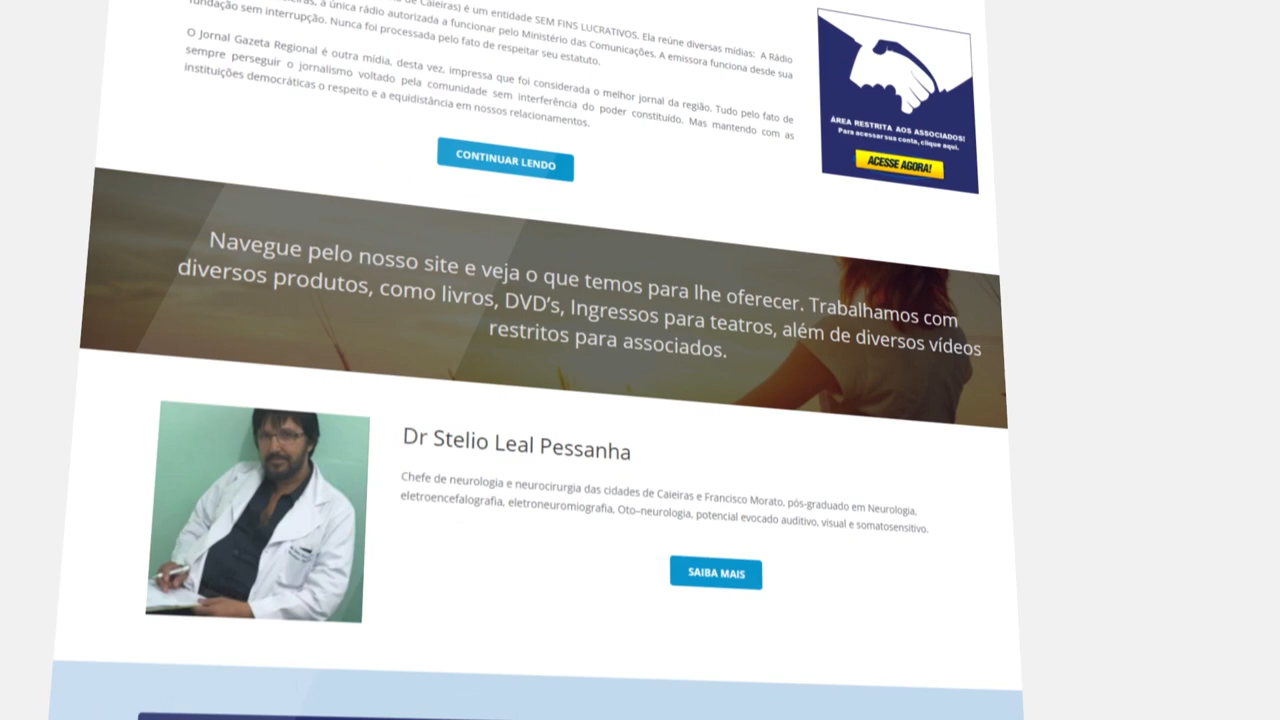 de Caieiras) é um entidade SEM FINS LUCRATIVOS. Ela reúne diversas mídias: A Rádio
a única rádio autorizada a funcionar pelo Ministério das Comunicações. A emissora funciona desde sua
fundação sem interrupção. Nunca foi processada pelo fato de respeitar seu estatuto.
O Jornal Gazeta Regional é outra mídia, desta vez, impressa que foi considerada o melhor jornal da região. Tudo pelo fato de
sempre perseguir o jornalismo voltado pela comunidade sem interferência do poder constituído. Mas mantendo com as
instituições democráticas o respeito e a equidistância em nossos relacionamentos.
CONTINUAR LENDO
ÁREA RESTRITA AOS ASSOCIADOS!
Para acessar sua conta, clique aqui.
ACESSE AGORA!
Navegue pelo nosso site e veja o que temos para lhe oferecer. Trabalhamos com
diversos produtos, como livros, DVD’s, Ingressos para teatros, além de diversos vídeos
restritos para associados.
Dr Stelio Leal Pessanha
Chefe de neurologia e neurocirurgia das cidades de Caieiras e Francisco Morato, pós-graduado em Neurologia,
eletroencefalografia, eletroneuromiografia, Oto–neurologia, potencial evocado auditivo, visual e somatosensitivo.
SAIBA MAIS